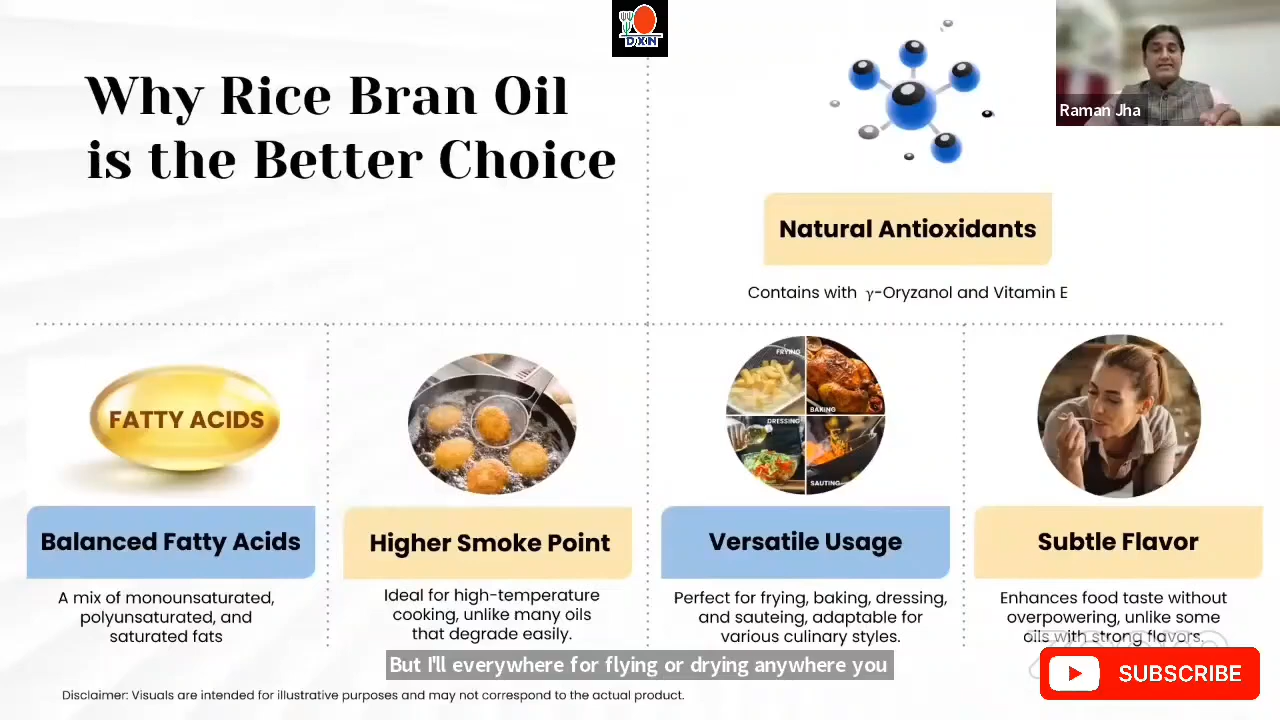 DXN
Why Rice Bran Oil
is the Better Choice
Raman Jha
Natural Antioxidants
Contains with γ-Oryzanol and Vitamin E
FATTY ACIDS
Balanced Fatty Acids
A mix of monounsaturated,
polyunsaturated, and
saturated fats
Higher Smoke Point
Ideal for high-temperature
cooking, unlike many oils
that degrade easily.
FRYING
BAKING
DRESSING
SAUTING
Versatile Usage
Perfect for frying, baking, dressing,
and sauteing, adaptable for
various culinary styles.
Subtle Flavor
Enhances food taste without
overpowering, unlike some
oils with strong flavors.
But I'll everywhere for flying or drying anywhere you
SUBSCRIBE
Disclaimer: Visuals are intended for illustrative purposes and may not correspond to the actual product.